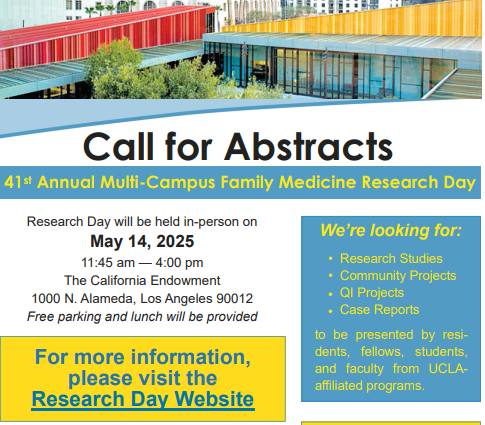 Call for Abstracts
41st Annual Multi-Campus Family Medicine Research Day
Research Day will be held in-person on
May 14, 2025
11:45 am — 4:00 pm
The California Endowment
1000 N. Alameda, Los Angeles 90012
Free parking and lunch will be provided
For more information,
please visit the
Research Day Website
We’re looking for:
• Research Studies
• Community Projects
• QI Projects
• Case Reports
to be presented by resi-
dents, fellows, students,
and faculty from UCLA-
affiliated programs.